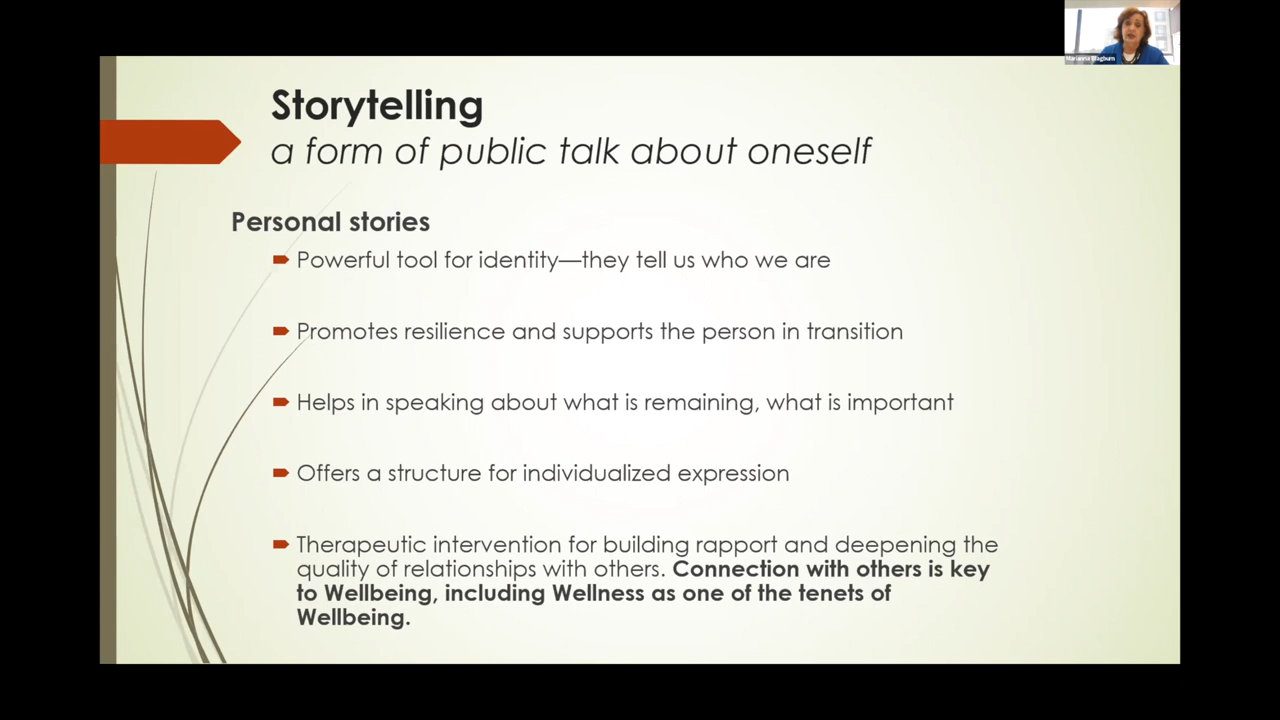 Marianna Blagburn
Storytelling
a form of public talk about oneself
Personal stories
Powerful tool for identity—they tell us who we are
Promotes resilience and supports the person in transition
Helps in speaking about what is remaining, what is important
Offers a structure for individualized expression
Therapeutic intervention for building rapport and deepening the
quality of relationships with others. Connection with others is key
to Wellbeing, including Wellness as one of the tenets of
Wellbeing.